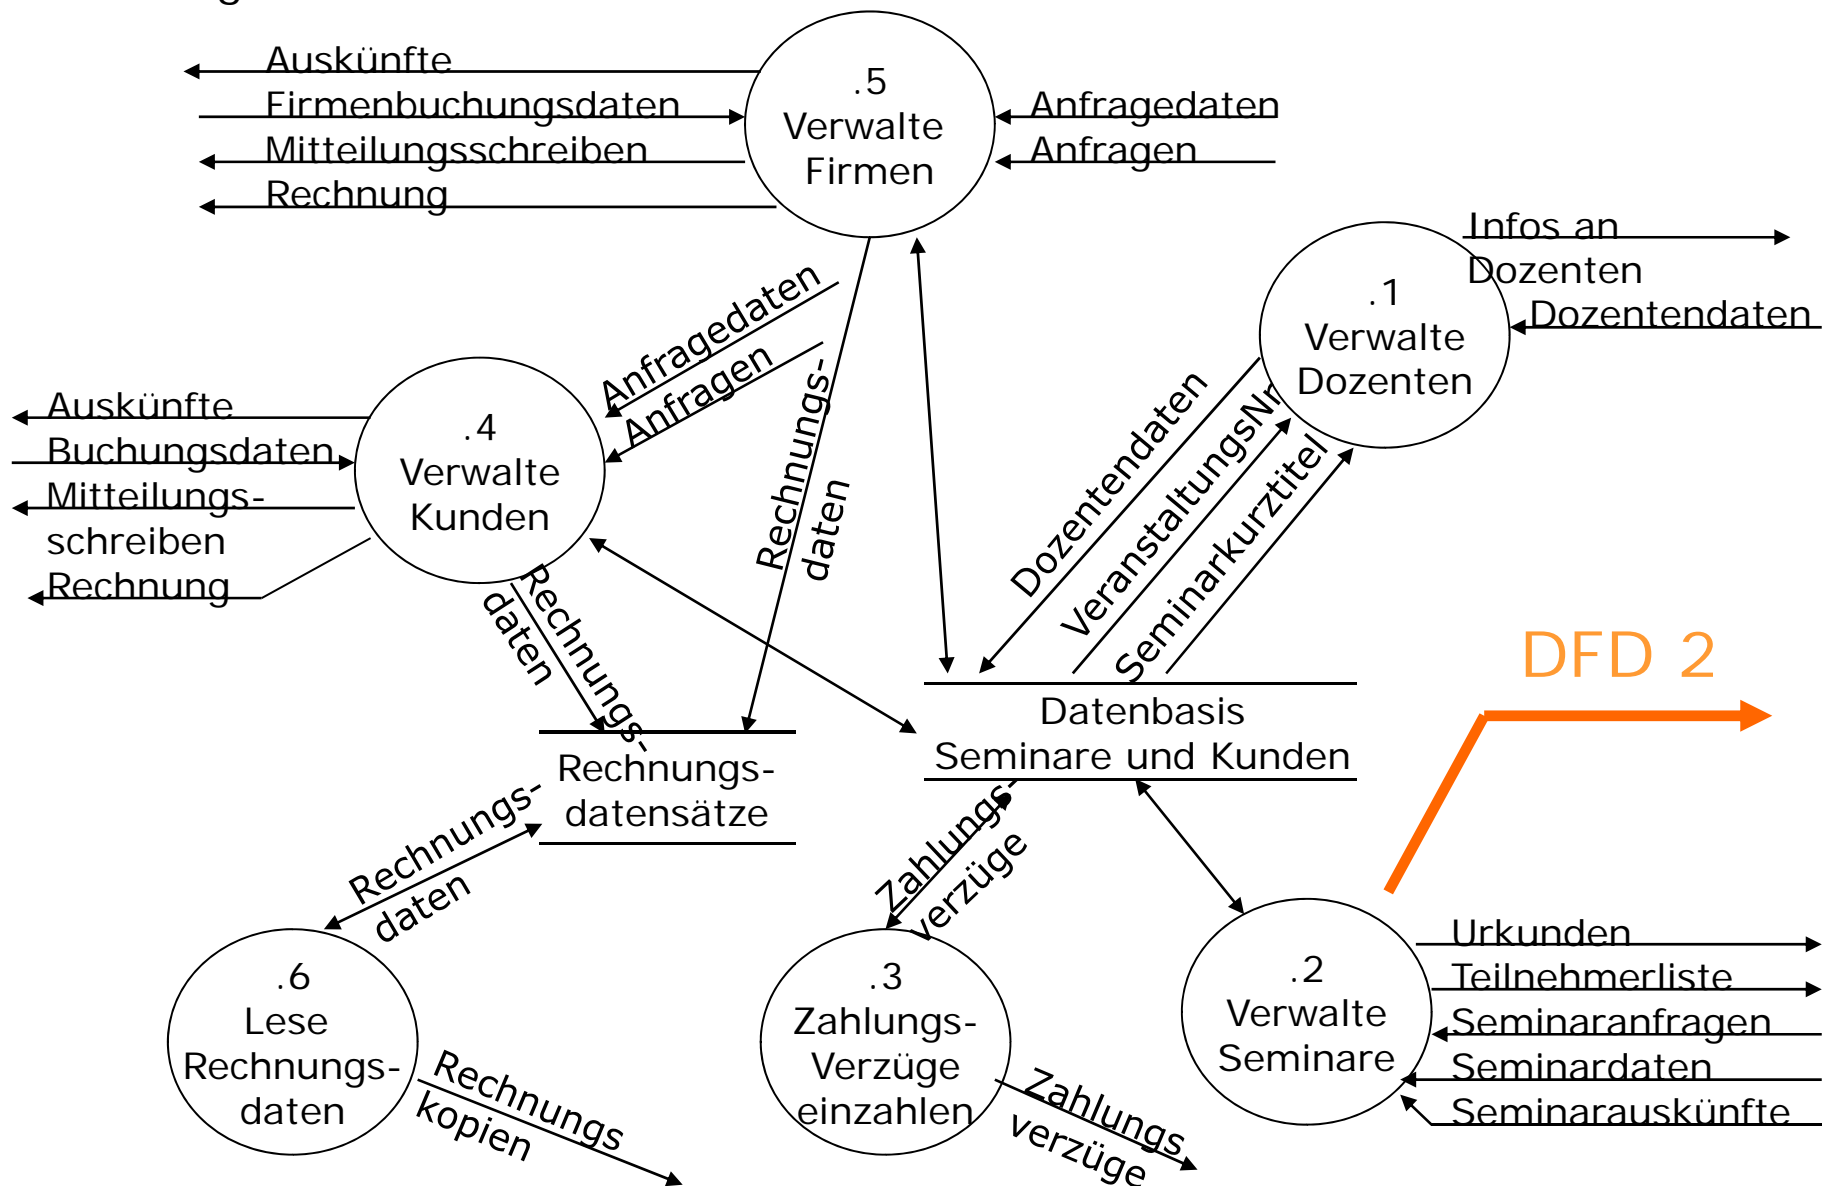 Auskünfte
Firmenbuchungsdaten
Mitteilungsschreiben
Rechnung
.5
Verwalte
Firmen
Anfragedaten
Anfragen
Infos an
Dozenten
Dozentendaten
.1
Verwalte
Dozenten
Anfragedaten
Anfragen
Rechnungs-
daten
Dozentendaten
VeranstaltungsNr
Seminarkurztitel
Auskünfte
Buchungsdaten
Mitteilungs-
schreiben
Rechnung
.4
Verwalte
Kunden
Rechnungs-
daten
DFD 2
Datenbasis
Seminare und Kunden
Rechnungs-
datensätze
Rechnungs-
daten
Zahlungs-
verzüge
.6
Lese
Rechnungs-
daten
Rechnungs
kopien
.3
Zahlungs-
Verzüge
einzahlen
Zahlungs
verzüge
.2
Verwalte
Seminare
Urkunden
Teilnehmerliste
Seminaranfragen
Seminardaten
Seminarauskünfte